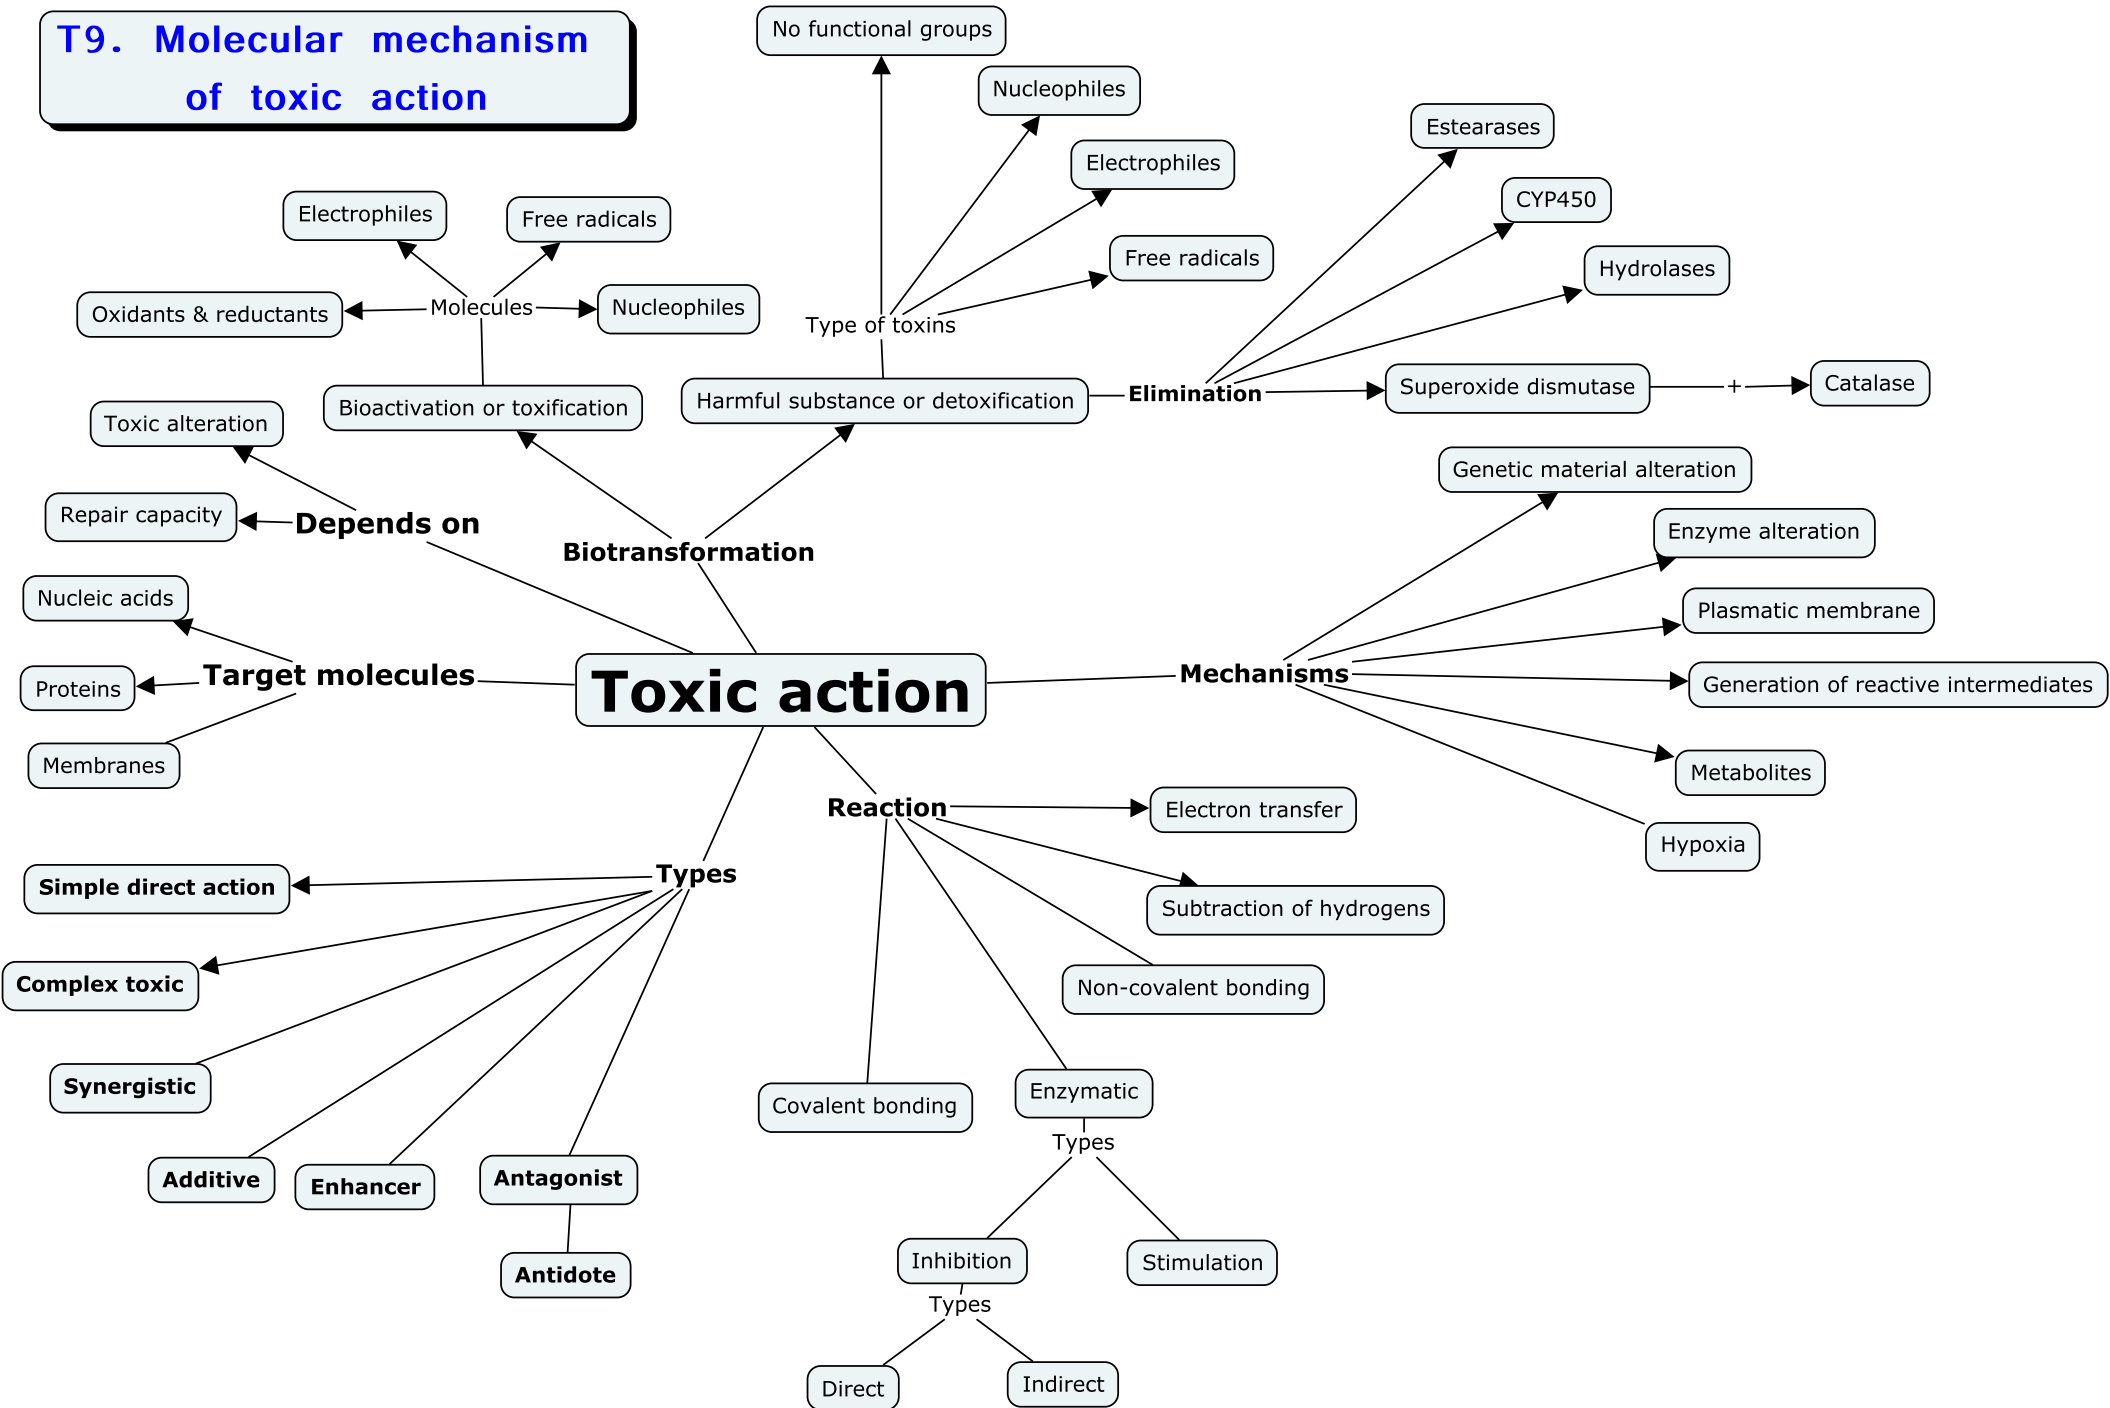 T9. Molecular mechanism
of toxic action
No functional groups
Nucleophiles
Electrophiles
Free radicals
Type of toxins
Estearases
CYP450
Hydrolases
Superoxide dismutase
+
Catalase
Elimination
Harmful substance or detoxification
Electrophiles
Free radicals
Oxidants & reductants
Molecules
Nucleophiles
Bioactivation or toxification
Toxic alteration
Repair capacity
Depends on
Biotransformation
Nucleic acids
Proteins
Membranes
Target molecules
Toxic action
Mechanisms
Genetic material alteration
Enzyme alteration
Plasmatic membrane
Generation of reactive intermediates
Metabolites
Hypoxia
Reaction
Electron transfer
Subtraction of hydrogens
Non-covalent bonding
Enzymatic
Covalent bonding
Types
Inhibition
Stimulation
Types
Direct
Indirect
Types
Simple direct action
Complex toxic
Synergistic
Additive
Enhancer
Antagonist
Antidote